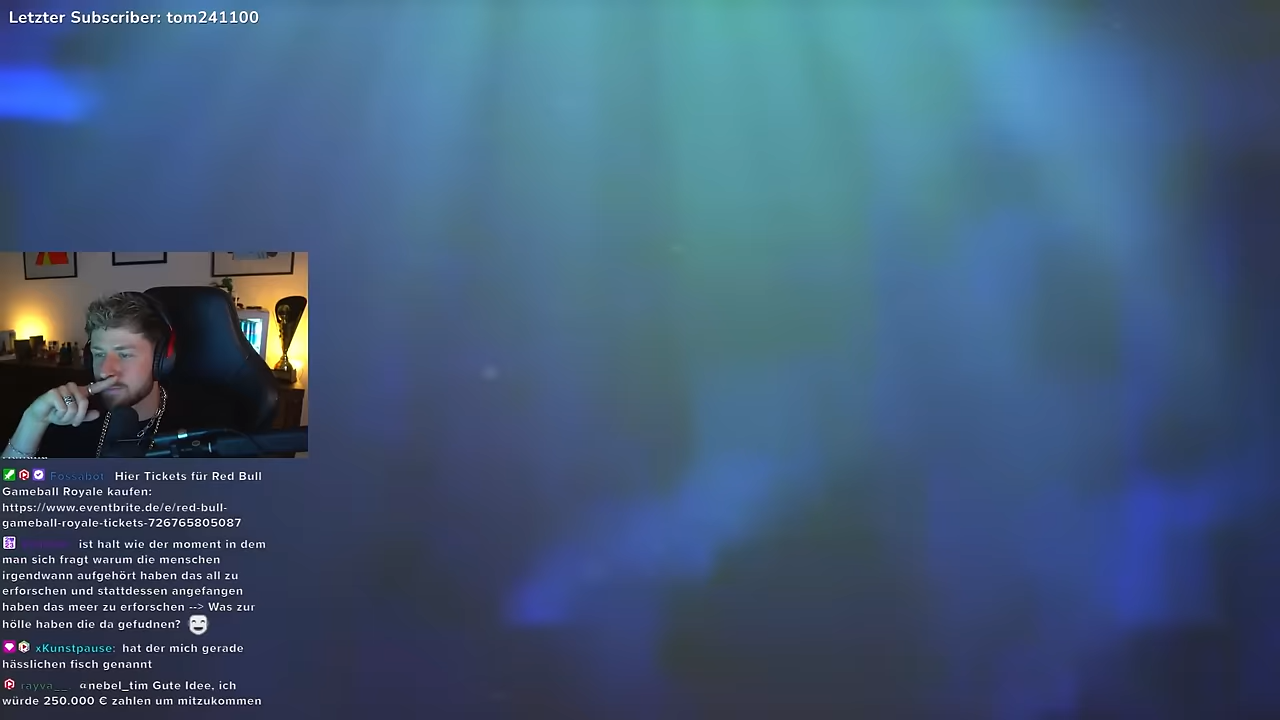 Letzter Subscriber: tom241100
Fossabot Hier Tickets für Red Bull
Gameball Royale kaufen:
https://www.eventbrite.de/e/red-bull-
gameball-royale-tickets-726765805087
ist halt wie der moment in dem
man sich fragt warum die menschen
irgendwann aufgehört haben das all zu
erforschen und stattdessen angefangen
haben das meer zu erforschen --> Was zur
hölle haben die da gefudnen?
xKunstpause: hat der mich gerade
hässlichen fisch genannt
rayva__ @nebel_tim Gute Idee, ich
würde 250.000 € zahlen um mitzukommen